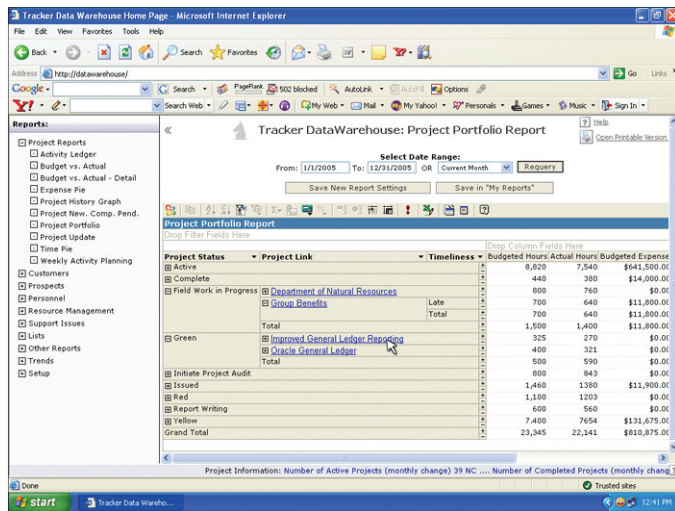 Tracker Data Warehouse Home Page - Microsoft Internet Explorer
File Edit View Favorites Tools Help
Back Search Favorites
Address http://datawarehouse/ Go Links
Google Search PageRank 502 blocked AutoLink AutoFill Options
Y! Search Web My Web Mail My Yahoo! Personals Games Music Sign In
Reports:
Project Reports
Activity Ledger
Budget vs. Actual
Budget vs. Actual - Detail
Expense Pie
Project History Graph
Project New. Comp. Pend.
Project Portfolio
Project Update
Time Pie
Weekly Activity Planning
Customers
Prospects
Personnel
Resource Management
Support Issues
Lists
Other Reports
Trends
Setup
Tracker DataWarehouse: Project Portfolio Report
Help
Open Printable Version
Select Date Range:
From: 1/1/2005 To: 12/31/2005 OR Current Month Requery
Save New Report Settings Save in "My Reports"
Project Portfolio Report
Drop Filter Fields Here
Drop Column Fields Here
Project Status Project Link Timeliness Budgeted Hours Actual Hours Budgeted Expense
Active 8,820 7,540 $641,500.00
Complete 440 380 $14,000.00
Field Work in Progress Department of Natural Resources 800 760 $0.00
Group Benefits Late 700 640 $11,800.00
Total 700 640 $11,800.00
Total 1,500 1,400 $11,800.00
Green Improved General Ledger Reporting 325 270 $0.00
Oracle General Ledger 400 321 $0.00
Total 500 590 $0.00
Initiate Project Audit 800 843 $0.00
Issued 1,460 1380 $11,900.00
Red 1,100 1203 $0.00
Report Writing 600 560 $0.00
Yellow 7.400 7654 $131,675.00
Grand Total 23,345 22,141 $810,875.00
Project Information: Number of Active Projects (monthly change) 39 NC .... Number of Completed Projects (monthly chang
Done Trusted sites
start Tracker Data Wareho... 12:41 PM